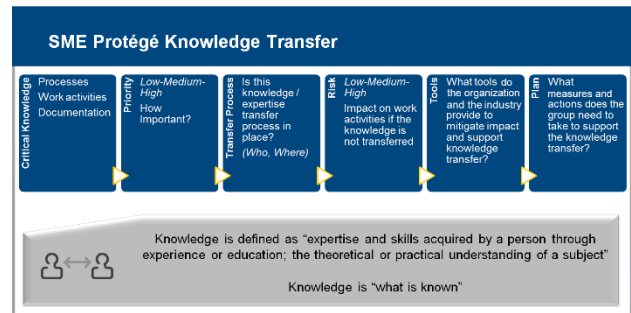 SME Protégé Knowledge Transfer
Critical Knowledge
Processes
Work activities
Documentation
Priority
Low-Medium-
High
How
Important?
Transfer Process
Is this
knowledge /
expertise
transfer
process in
place?
(Who, Where)
Risk
Low-Medium-
High
Impact on work
activities if the
knowledge is
not transferred
Tools
What tools do
the organization
and the industry
provide to
mitigate impact
and support
knowledge
transfer?
Plan
What
measures and
actions does the
group need to
take to support
the knowledge
transfer?
Knowledge is defined as “expertise and skills acquired by a person through
experience or education; the theoretical or practical understanding of a subject”
Knowledge is “what is known”